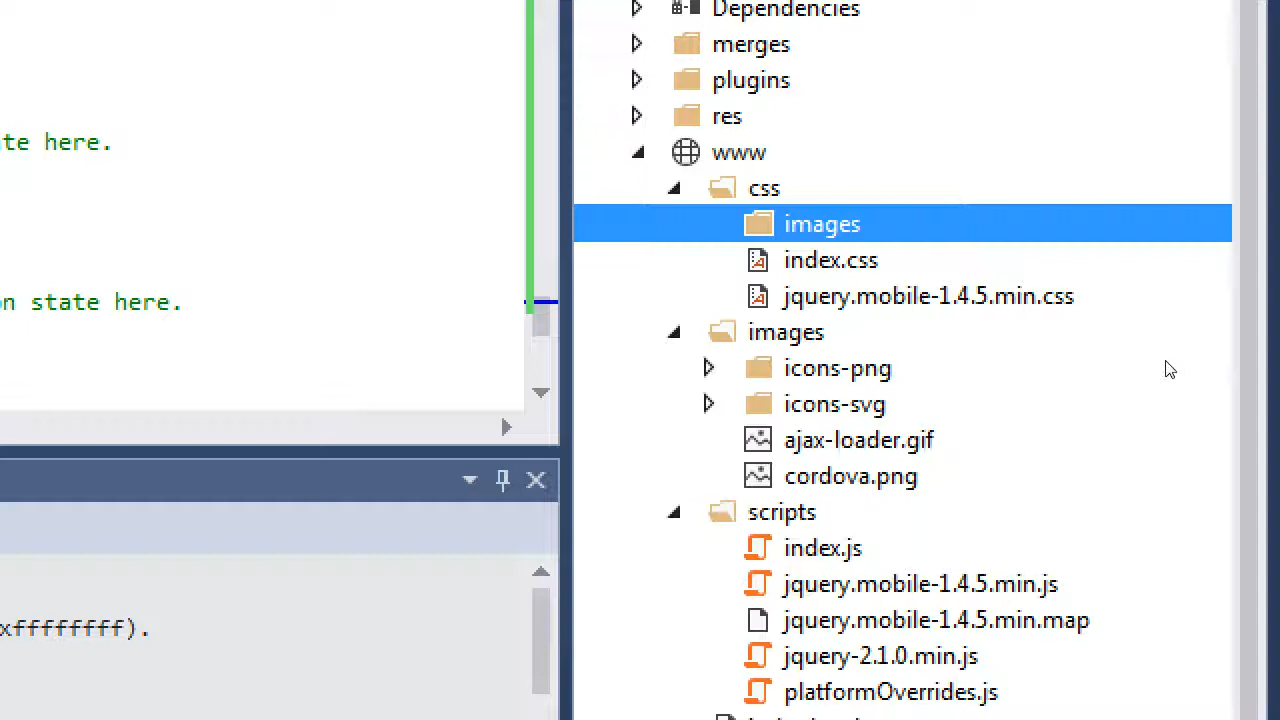 Dependencies
merges
plugins
res
www
css
images
index.css
jquery.mobile-1.4.5.min.css
images
icons-png
icons-svg
ajax-loader.gif
cordova.png
scripts
index.js
jquery.mobile-1.4.5.min.js
jquery.mobile-1.4.5.min.map
jquery-2.1.0.min.js
platformOverrides.js
te here.
on state here.
xffffffff).